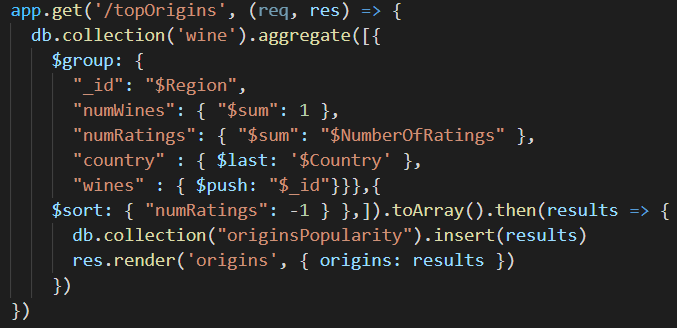 app.get('/topOrigins', (req, res) => {
db.collection('wine').aggregate([{
$group: {
"_id": "$Region",
"numWines": { "$sum": 1 },
"numRatings": { "$sum": "$NumberOfRatings" },
"country" : { $last: '$Country' },
"wines" : { $push: "$_id"}}},{
$sort: { "numRatings": -1 } },]).toArray().then(results => {
db.collection("originsPopularity").insert(results)
res.render('origins', { origins: results })
})
})